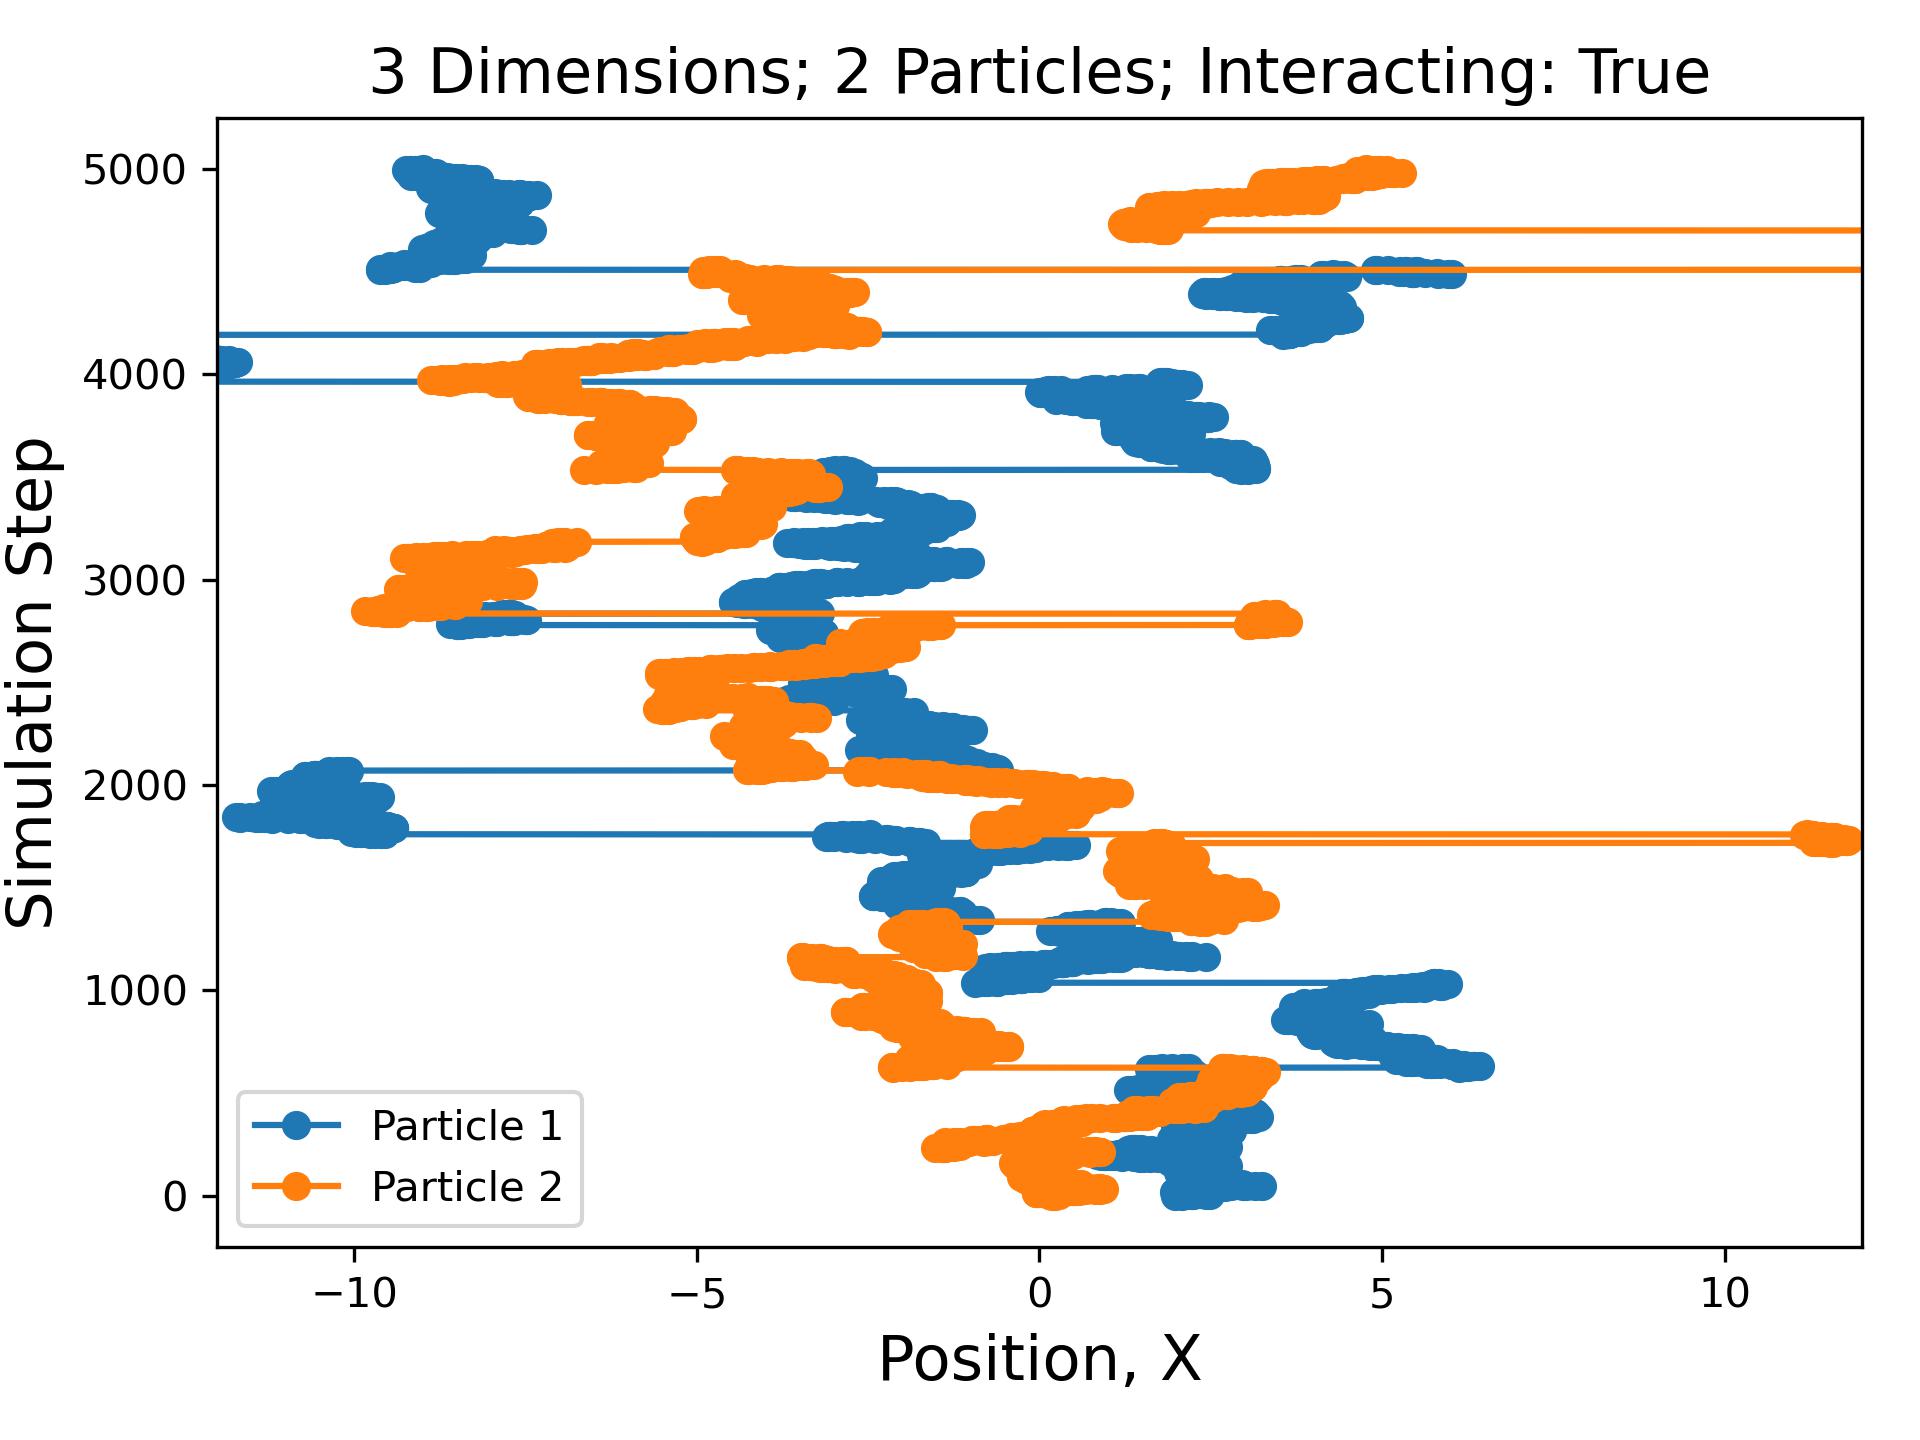 3 Dimensions; 2 Particles; Interacting: True
Simulation Step
5000
4000
3000
2000
1000
0
Particle 1
Particle 2
−10
−5
0
5
10
Position, X